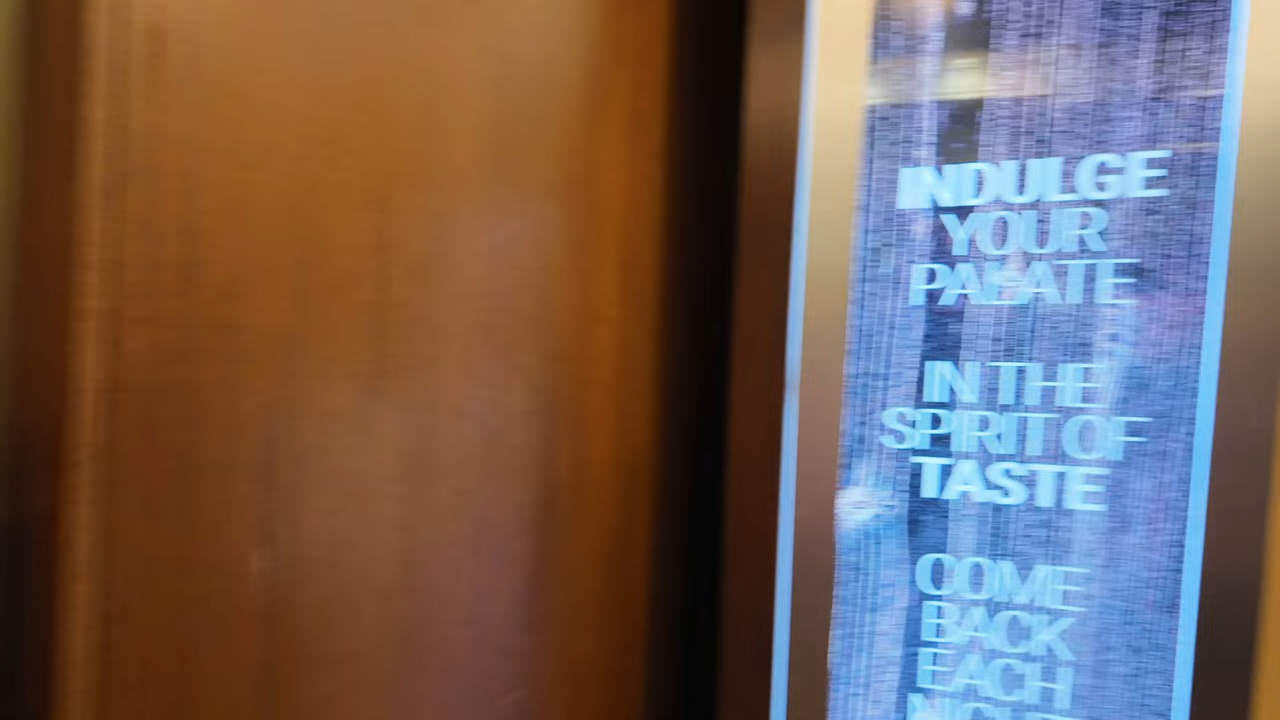 INDULGE
YOUR
PALATE
IN THE
SPIRIT OF
TASTE
COME
BACK
EACH